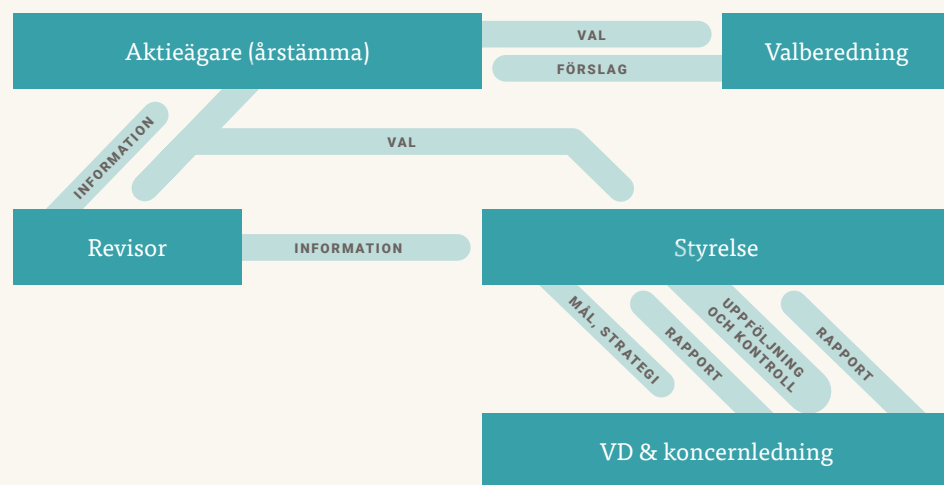 Aktieägare (årstämma)
VAL
FÖRSLAG
Valberedning
INFORMATION
VAL
Revisor
INFORMATION
Styrelse
MÅL, STRATEGI
RAPPORT
UPPFÖLJNING
OCH KONTROLL
RAPPORT
VD & koncernledning